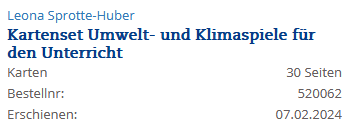 Leona Sprotte-Huber
Kartenset Umwelt- und Klimaspiele für
den Unterricht
Karten 30 Seiten
Bestellnr: 520062
Erschienen: 07.02.2024